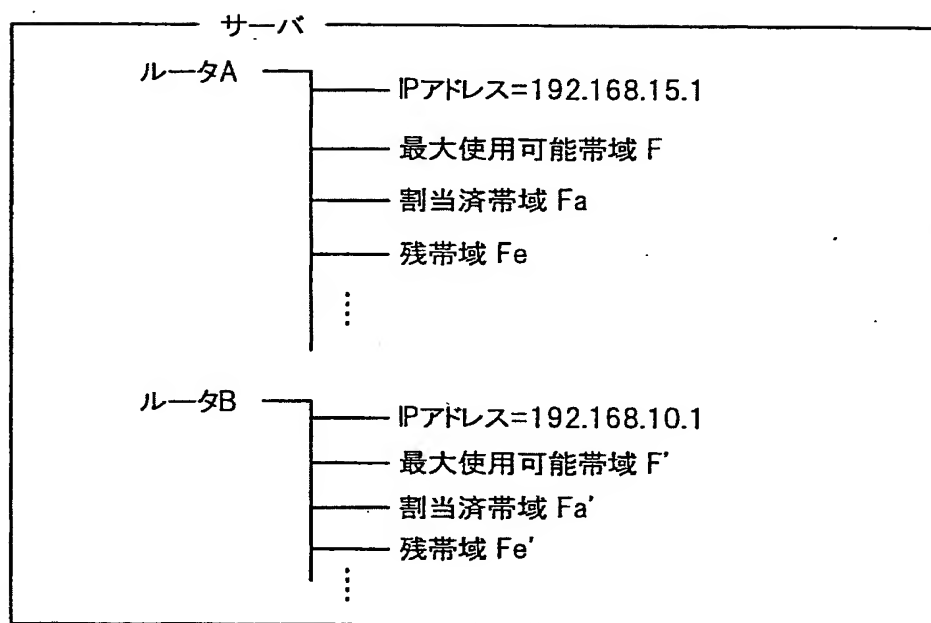 サーバ
ルータA
IPアドレス=192.168.15.1
最大使用可能帯域 F
割当済帯域 Fa
残帯域 Fe
ルータB
IPアドレス=192.168.10.1
最大使用可能帯域 F'
割当済帯域 Fa'
残帯域 Fe'